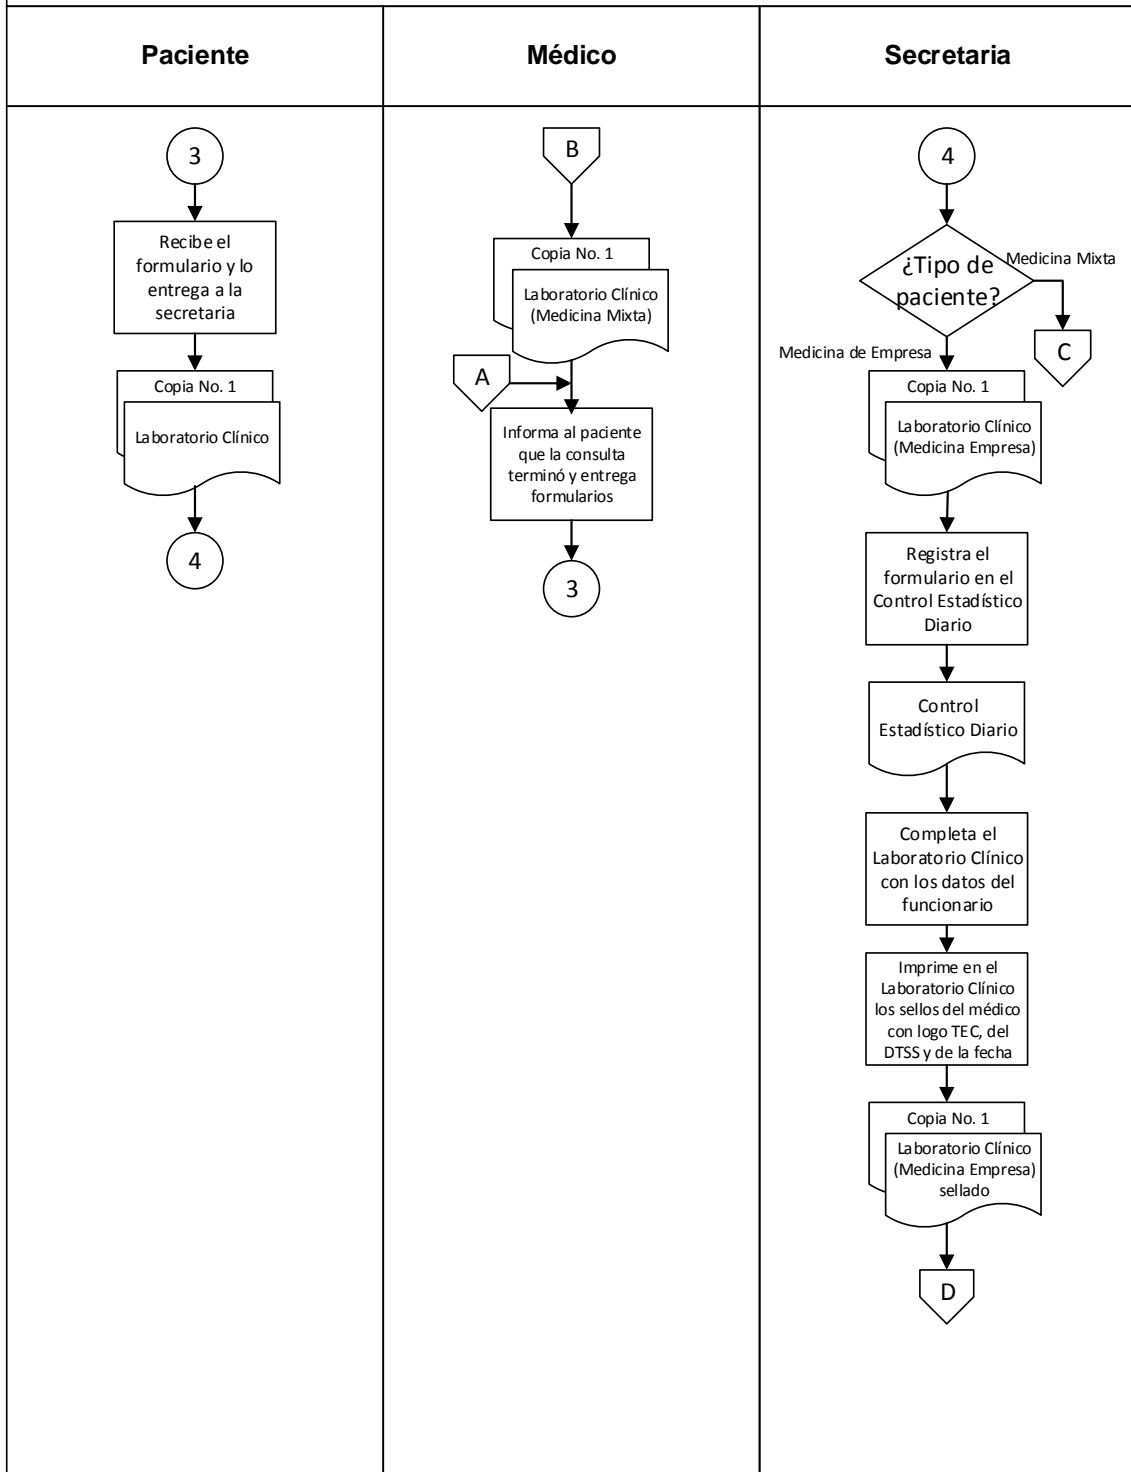 Paciente
Médico
Secretaria
3
Recibe el
formulario y lo
entrega a la
secretaria
Copia No. 1
Laboratorio Clínico
4
B
Copia No. 1
Laboratorio Clínico
(Medicina Mixta)
A
Informa al paciente
que la consulta
terminó y entrega
formularios
3
4
¿Tipo de
paciente?
Medicina Mixta
C
Medicina de Empresa
Copia No. 1
Laboratorio Clínico
(Medicina Empresa)
Registra el
formulario en el
Control Estadístico
Diario
Control
Estadístico Diario
Completa el
Laboratorio Clínico
con los datos del
funcionario
Imprime en el
Laboratorio Clínico
los sellos del médico
con logo TEC, del
DTSS y de la fecha
Copia No. 1
Laboratorio Clínico
(Medicina Empresa)
sellado
D